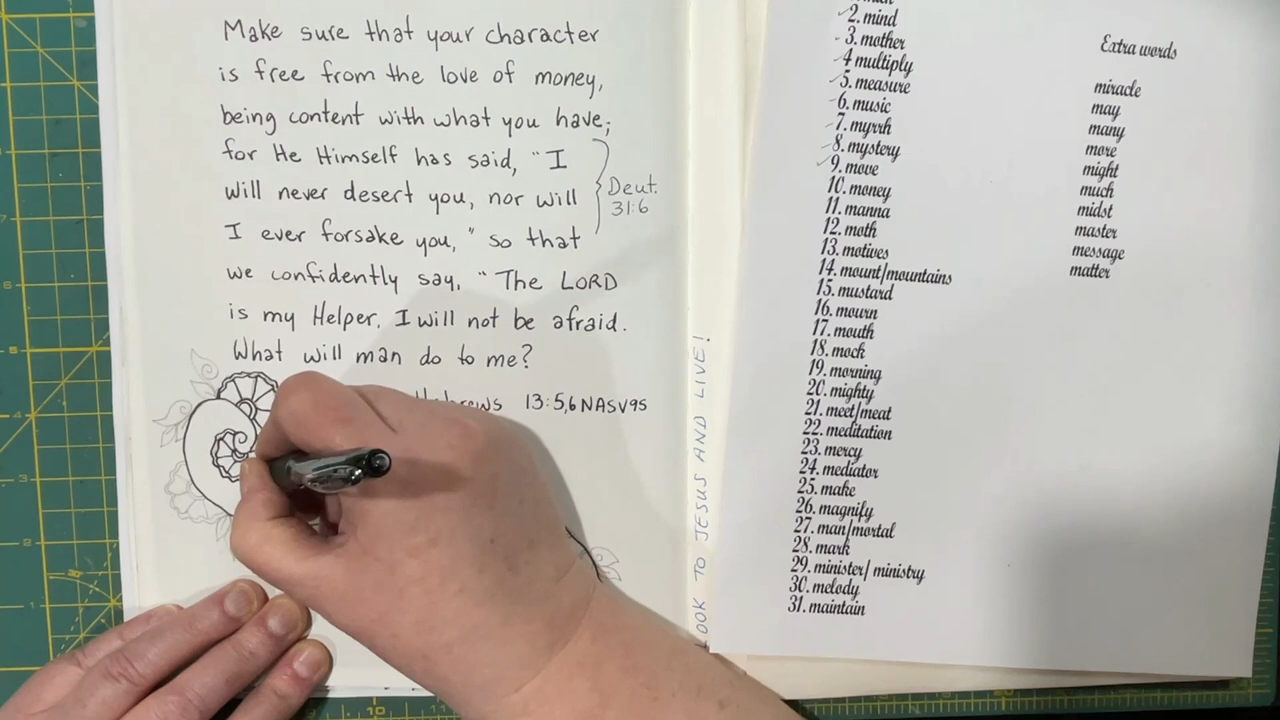 Make sure that your character
is free from the love of money,
being content with what you have;
for He Himself has said, "I
will never desert you, nor will
I ever forsake you," so that
we confidently say, "The LORD
is my Helper, I will not be afraid.
What will man do to me?
Hebrews 13:5,6 NASV95
Deut.
31:6
LOOK TO JESUS AND LIVE!
2. mind
3. mother
4 multiply
5. measure
6. music
7. myrrh
8. mystery
9. move
10. money
11. manna
12. moth
13. motives
14. mount/mountains
15. mustard
16. mourn
17. mouth
18. mock
19. morning
20. mighty
21. meet/meat
22. meditation
23. mercy
24. mediator
25. make
26. magnify
27. man/mortal
28. mark
29. minister/ ministry
30. melody
31. maintain
Extra words
miracle
may
many
more
might
much
midst
master
message
matter